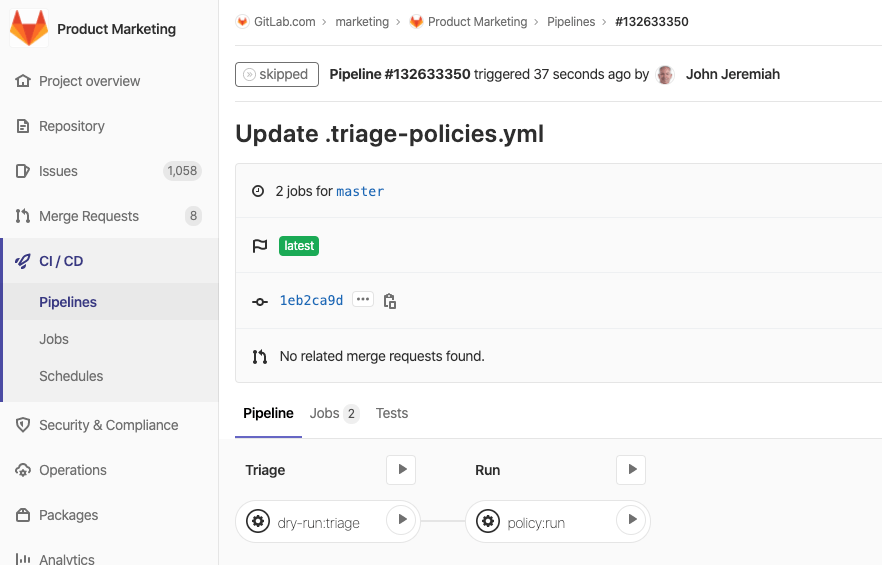 Product Marketing
Project overview
Repository
Issues 1,058
Merge Requests 8
CI / CD
Pipelines
Jobs
Schedules
Security & Compliance
Operations
Packages
Analytics
GitLab.com › marketing › Product Marketing › Pipelines › #132633350
skipped Pipeline #132633350 triggered 37 seconds ago by John Jeremiah
Update .triage-policies.yml
2 jobs for master
latest
1eb2ca9d
No related merge requests found.
Pipeline Jobs 2 Tests
Triage Run
dry-run:triage policy:run